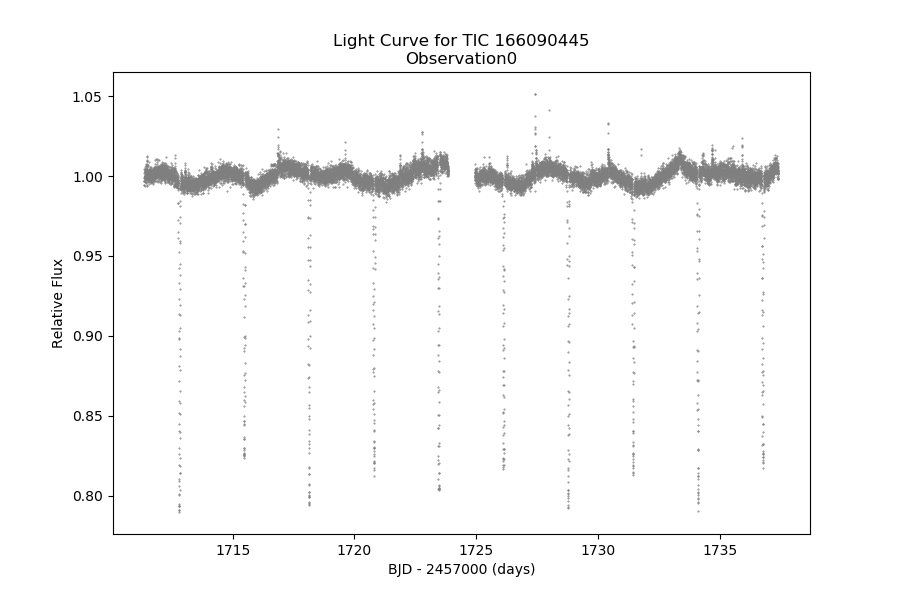 Light Curve for TIC 166090445
Observation0
1.05
1.00
0.95
0.90
0.85
0.80
Relative Flux
1715 1720 1725 1730 1735
BJD - 2457000 (days)